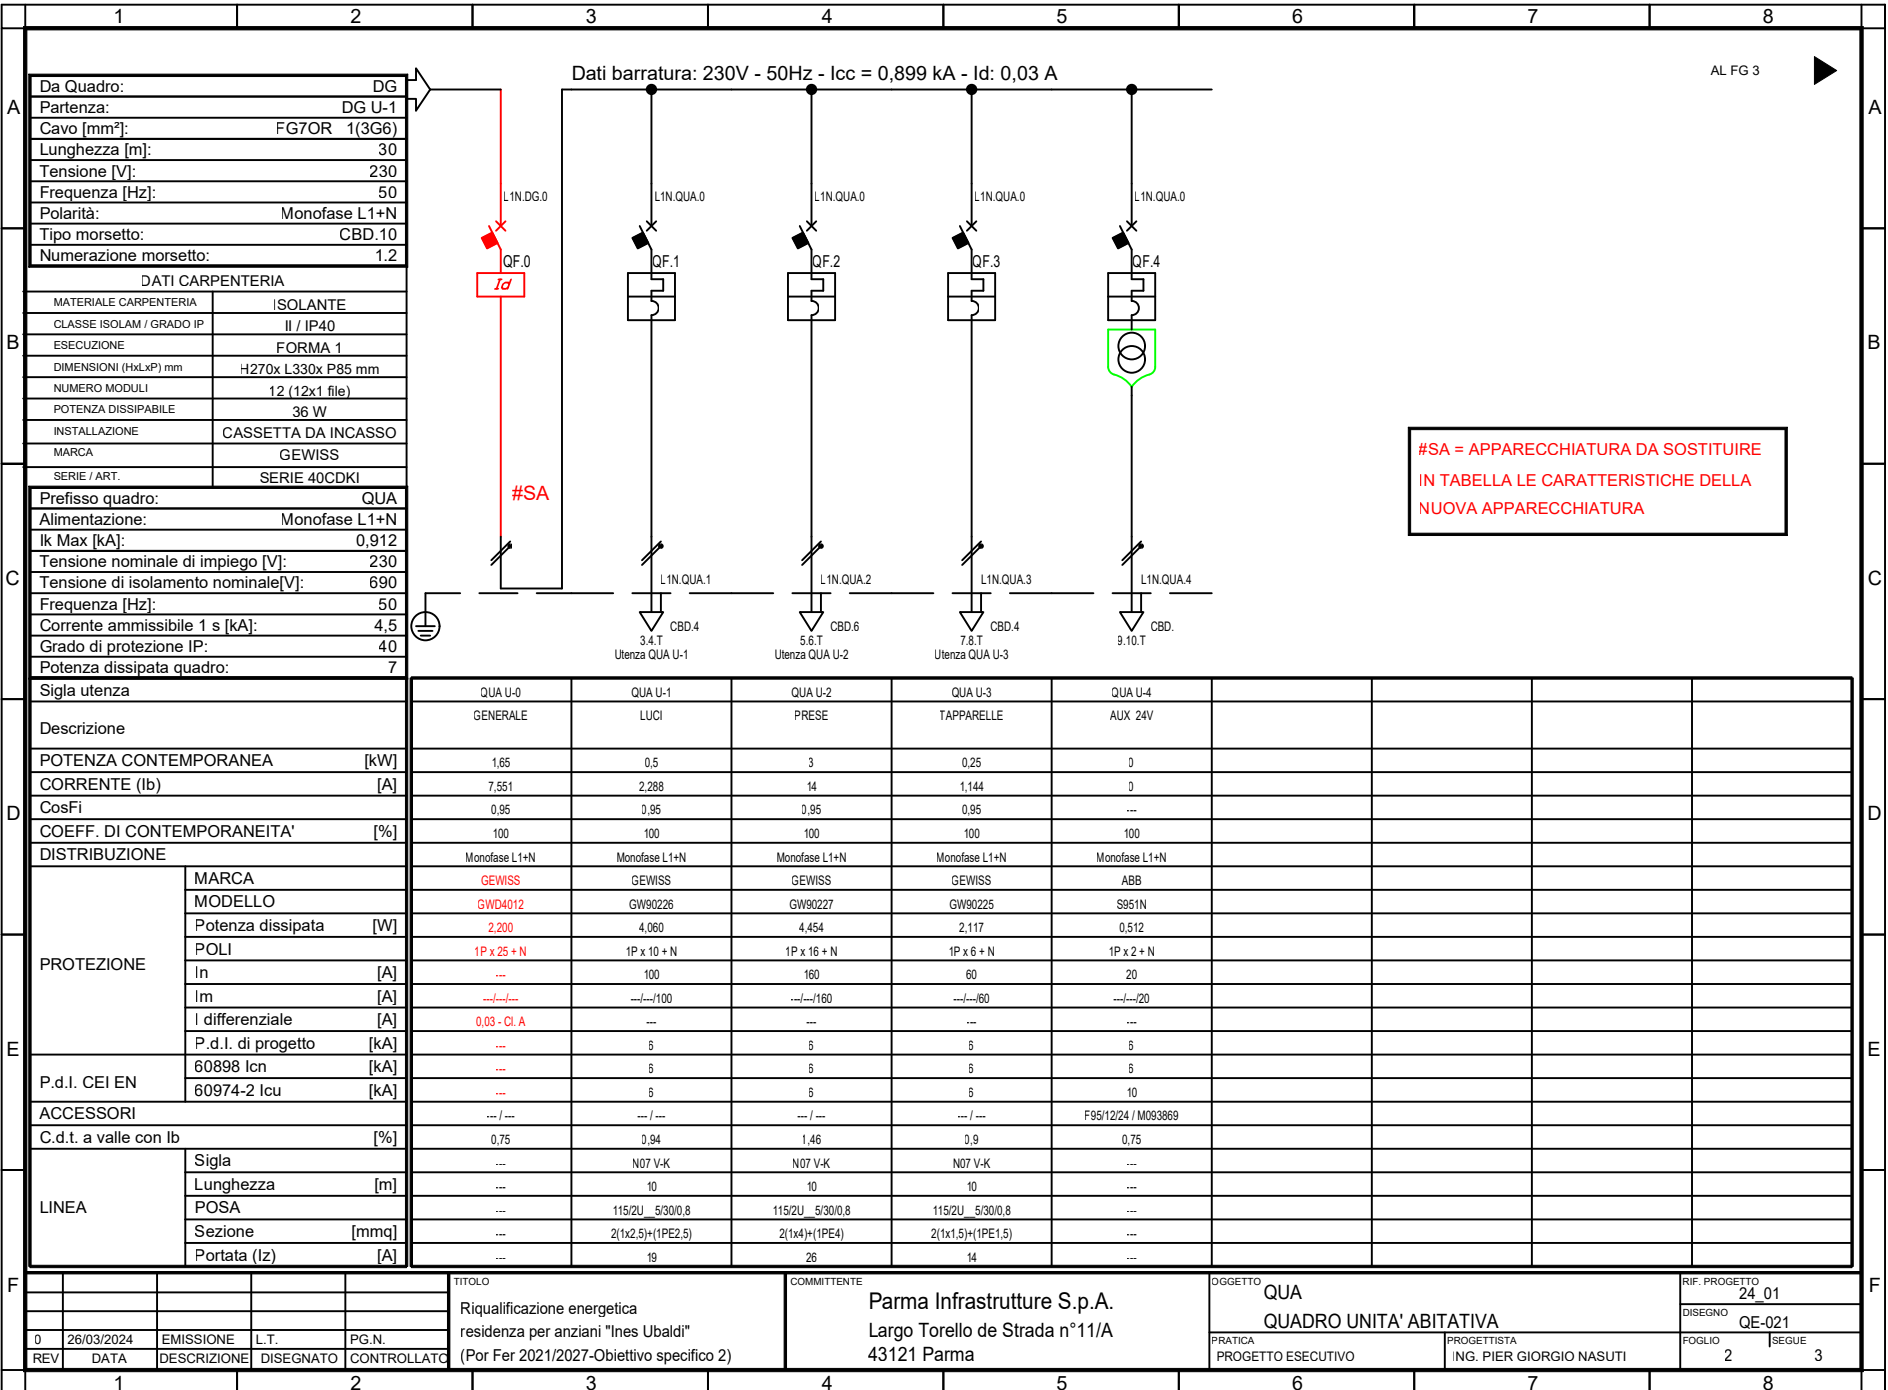 1 2 3 4 5 6 7 8
AL FG 3
Dati barratura: 230V - 50Hz - Icc = 0,899 kA - Id: 0,03 A
A A
Da Quadro: DG
Partenza: DG U-1
Cavo [mm²]: FG7OR 1(3G6)
Lunghezza [m]: 30
Tensione [V]: 230
Frequenza [Hz]: 50
Polarità: Monofase L1+N
Tipo morsetto: CBD.10
Numerazione morsetto: 1.2
L1N.DG.0 L1N.QUA.0 L1N.QUA.0 L1N.QUA.0 L1N.QUA.0
QF.0 QF.1 QF.2 QF.3 QF.4
Id
B B
DATI CARPENTERIA
MATERIALE CARPENTERIA ISOLANTE
CLASSE ISOLAM / GRADO IP II / IP40
ESECUZIONE FORMA 1
DIMENSIONI (HxLxP) mm H270x L330x P85 mm
NUMERO MODULI 12 (12x1 file)
POTENZA DISSIPABILE 36 W
INSTALLAZIONE CASSETTA DA INCASSO
MARCA GEWISS
SERIE / ART. SERIE 40CDKI
#SA = APPARECCHIATURA DA SOSTITUIRE
IN TABELLA LE CARATTERISTICHE DELLA
NUOVA APPARECCHIATURA
#SA
C C
Prefisso quadro: QUA
Alimentazione: Monofase L1+N
Ik Max [kA]: 0,912
Tensione nominale di impiego [V]: 230
Tensione di isolamento nominale[V]: 690
Frequenza [Hz]: 50
Corrente ammissibile 1 s [kA]: 4,5
Grado di protezione IP: 40
Potenza dissipata quadro: 7
L1N.QUA.1 L1N.QUA.2 L1N.QUA.3 L1N.QUA.4
CBD.4 CBD.6 CBD.4 CBD.
3.4.T 5.6.T 7.8.T 9.10.T
Utenza QUA U-1 Utenza QUA U-2 Utenza QUA U-3
Sigla utenza QUA U-0 QUA U-1 QUA U-2 QUA U-3 QUA U-4
Descrizione GENERALE LUCI PRESE TAPPARELLE AUX 24V
POTENZA CONTEMPORANEA [kW] 1,65 0,5 3 0,25 0
CORRENTE (Ib) [A] 7,551 2,288 14 1,144 0
D D
CosFi 0,95 0,95 0,95 0,95 ---
COEFF. DI CONTEMPORANEITA' [%] 100 100 100 100 100
DISTRIBUZIONE Monofase L1+N Monofase L1+N Monofase L1+N Monofase L1+N Monofase L1+N
PROTEZIONE
MARCA GEWISS GEWISS GEWISS GEWISS ABB
MODELLO GWD4012 GW90226 GW90227 GW90225 S951N
Potenza dissipata [W] 2,200 4,060 4,454 2,117 0,512
POLI 1P x 25 + N 1P x 10 + N 1P x 16 + N 1P x 6 + N 1P x 2 + N
In [A] --- 100 160 60 20
Im [A] ---/---/--- ---/---/100 ---/---/160 ---/---/60 ---/---/20
I differenziale [A] 0,03 - Cl. A --- --- --- ---
E E
P.d.I. di progetto [kA] --- 6 6 6 6
P.d.I. CEI EN
60898 Icn [kA] --- 6 6 6 6
60974-2 Icu [kA] --- 6 6 6 10
ACCESSORI --- / --- --- / --- --- / --- --- / --- F95/12/24 / M093869
C.d.t. a valle con Ib [%] 0,75 0,94 1,46 0,9 0,75
LINEA
Sigla --- N07 V-K N07 V-K N07 V-K ---
Lunghezza [m] --- 10 10 10 ---
POSA --- 115/2U__5/30/0,8 115/2U__5/30/0,8 115/2U__5/30/0,8 ---
Sezione [mmq] --- 2(1x2,5)+(1PE2,5) 2(1x4)+(1PE4) 2(1x1,5)+(1PE1,5) ---
Portata (Iz) [A] --- 19 26 14 ---
F F
0 26/03/2024 EMISSIONE L.T. PG.N.
REV DATA DESCRIZIONE DISEGNATO CONTROLLATO
TITOLO
Riqualificazione energetica
residenza per anziani "Ines Ubaldi"
(Por Fer 2021/2027-Obiettivo specifico 2)
COMMITTENTE
Parma Infrastrutture S.p.A.
Largo Torello de Strada n°11/A
43121 Parma
OGGETTO
QUA
QUADRO UNITA' ABITATIVA
PRATICA
PROGETTO ESECUTIVO
PROGETTISTA
ING. PIER GIORGIO NASUTI
RIF. PROGETTO
24_01
DISEGNO
QE-021
FOGLIO
2
SEGUE
3
1 2 3 4 5 6 7 8